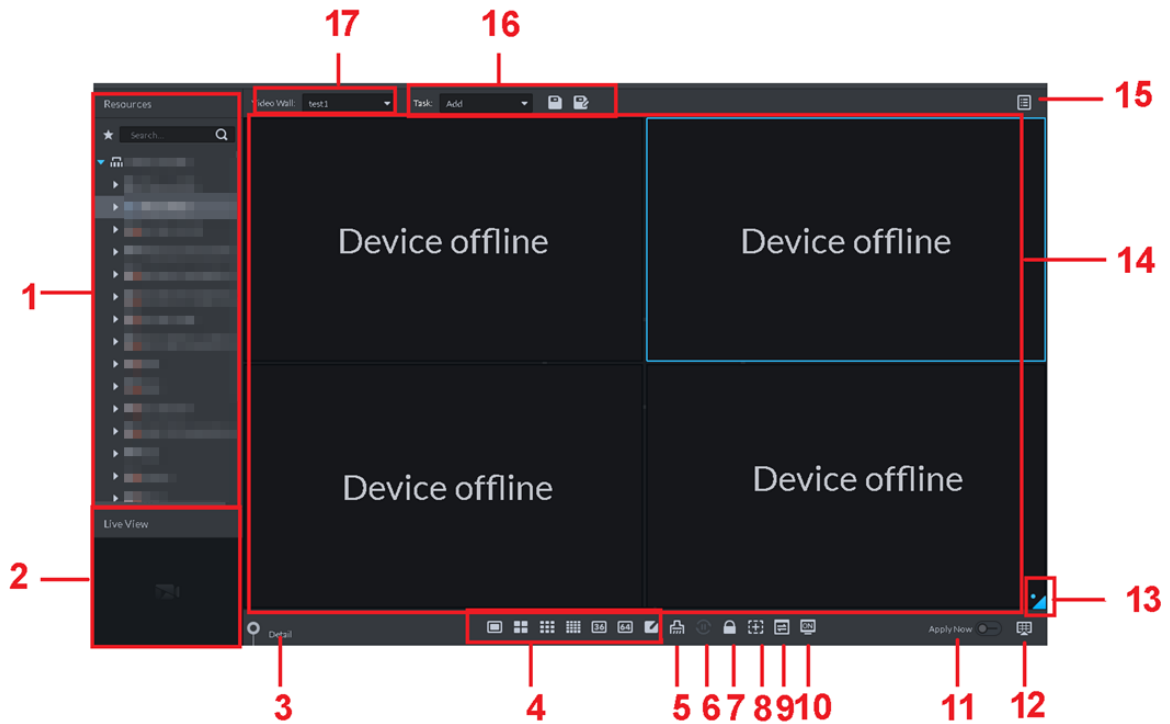 17
16
Resources
Video Wall: test1
Task: Add
15
Search...
Device offline
Device offline
14
1
Device offline
Device offline
Live View
2
13
Detail
36
64
ON
Apply Now
3
4
5
6
7
8
9
10
11
12